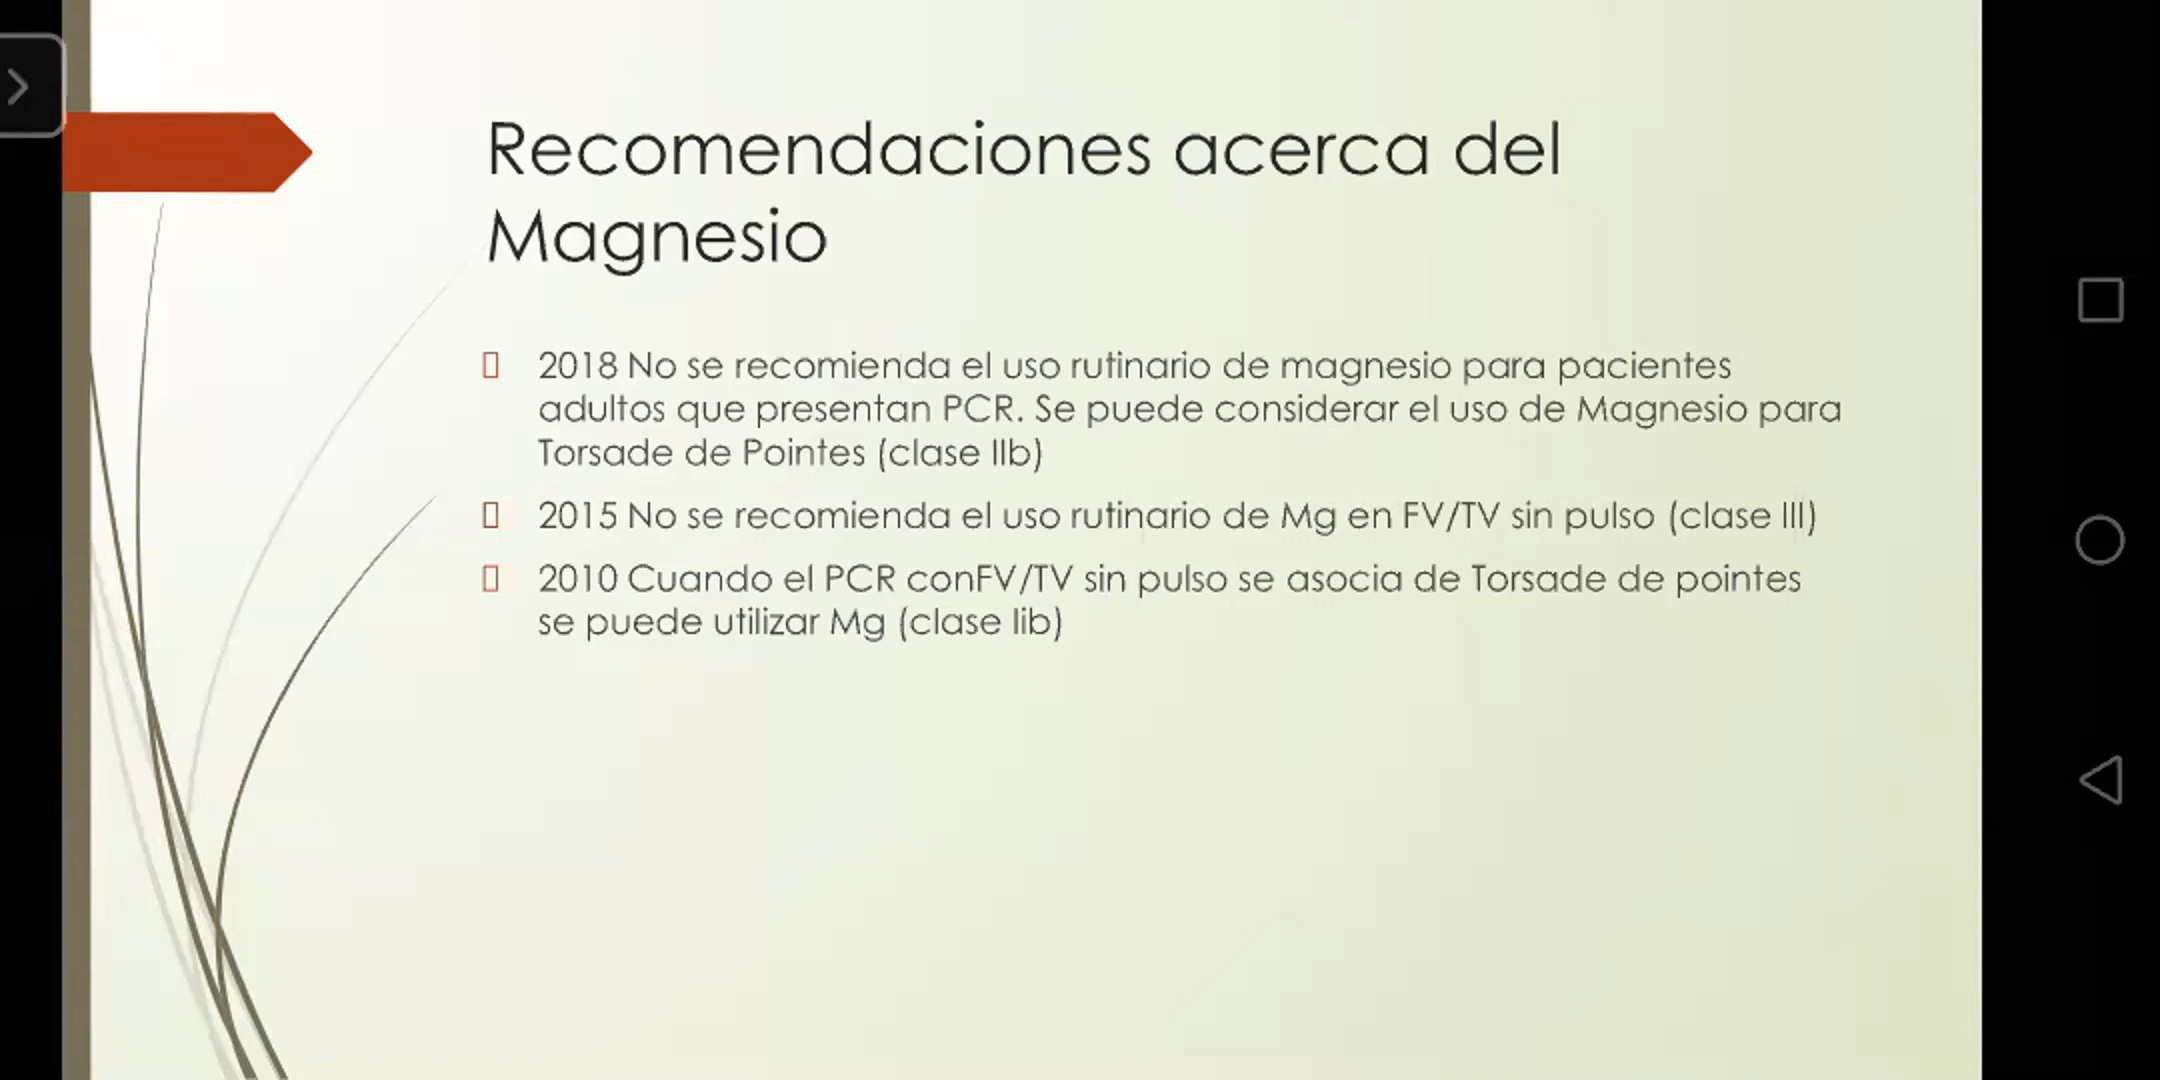 Recomendaciones acerca del
Magnesio
2018 No se recomienda el uso rutinario de magnesio para pacientes
adultos que presentan PCR. Se puede considerar el uso de Magnesio para
Torsade de Pointes (clase IIb)
2015 No se recomienda el uso rutinario de Mg en FV/TV sin pulso (clase III)
2010 Cuando el PCR conFV/TV sin pulso se asocia de Torsade de pointes
se puede utilizar Mg (clase Iib)